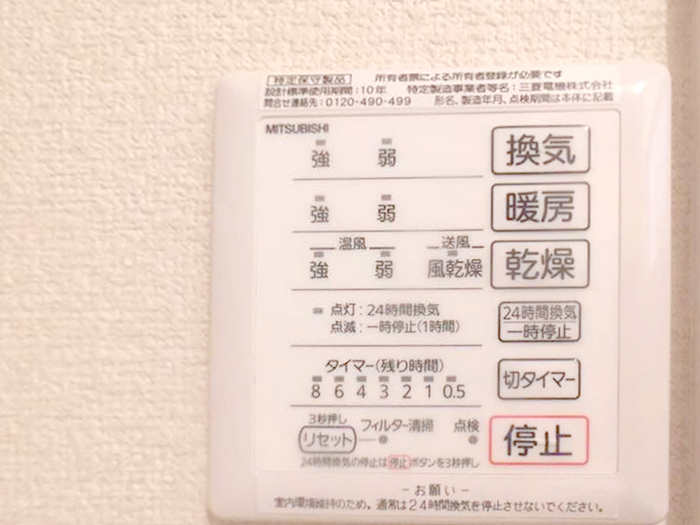 特定保守製品 所有者票による所有者登録が必要です
設計標準使用期間:10年 特定製造事業者等名:三菱電機株式会社
問合せ連絡先:0120-490-499 形名、製造年月、点検期間は本体に記載
MITSUBISHI
強 弱 換気
強 弱 暖房
温風 送風
強 弱 風乾燥 乾燥
点灯:24時間換気 24時間換気
点滅:一時停止(1時間) 一時停止
タイマー(残り時間) 切タイマー
8 6 4 3 2 1 0.5
3秒押し
リセット フィルター清掃 点検 停止
24時間換気の停止は停止ボタンを3秒押し
-お願い-
室内環境維持のため、通常は24時間換気を停止させないでください。